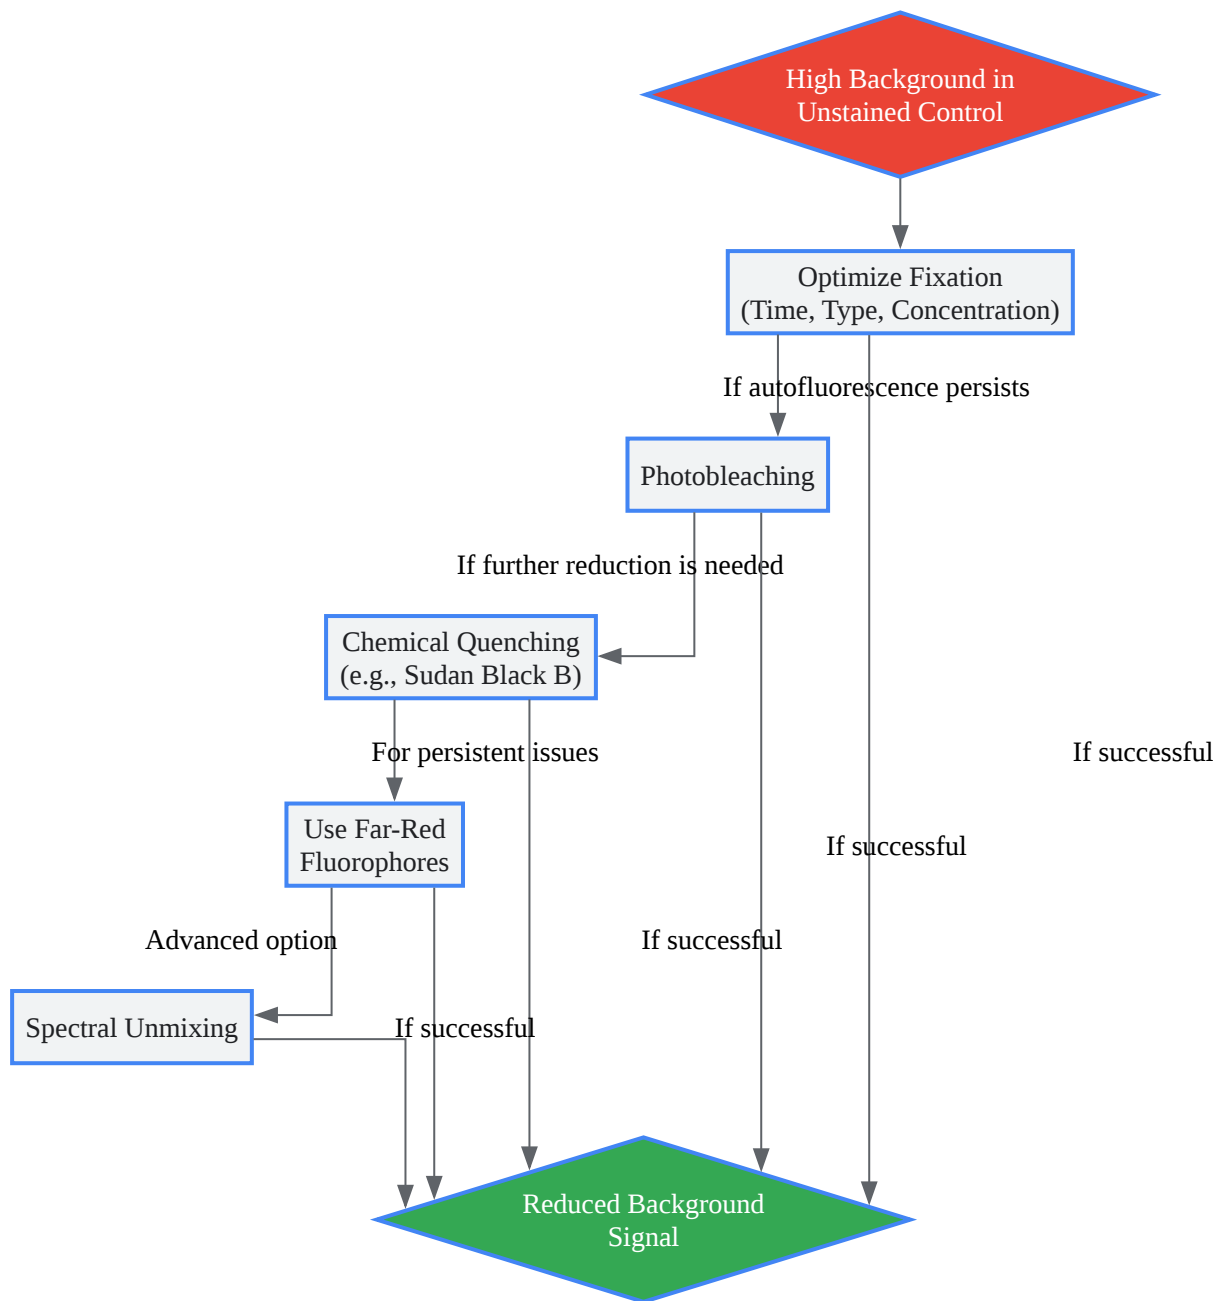 High Background in
Unstained Control
Optimize Fixation
(Time, Type, Concentration)
If autofluorescence persists
Photobleaching
If further reduction is needed
Chemical Quenching
(e.g., Sudan Black B)
For persistent issues
If successful
Use Far-Red
Fluorophores
If successful
Advanced option
If successful
Spectral Unmixing
If successful
Reduced Background
Signal